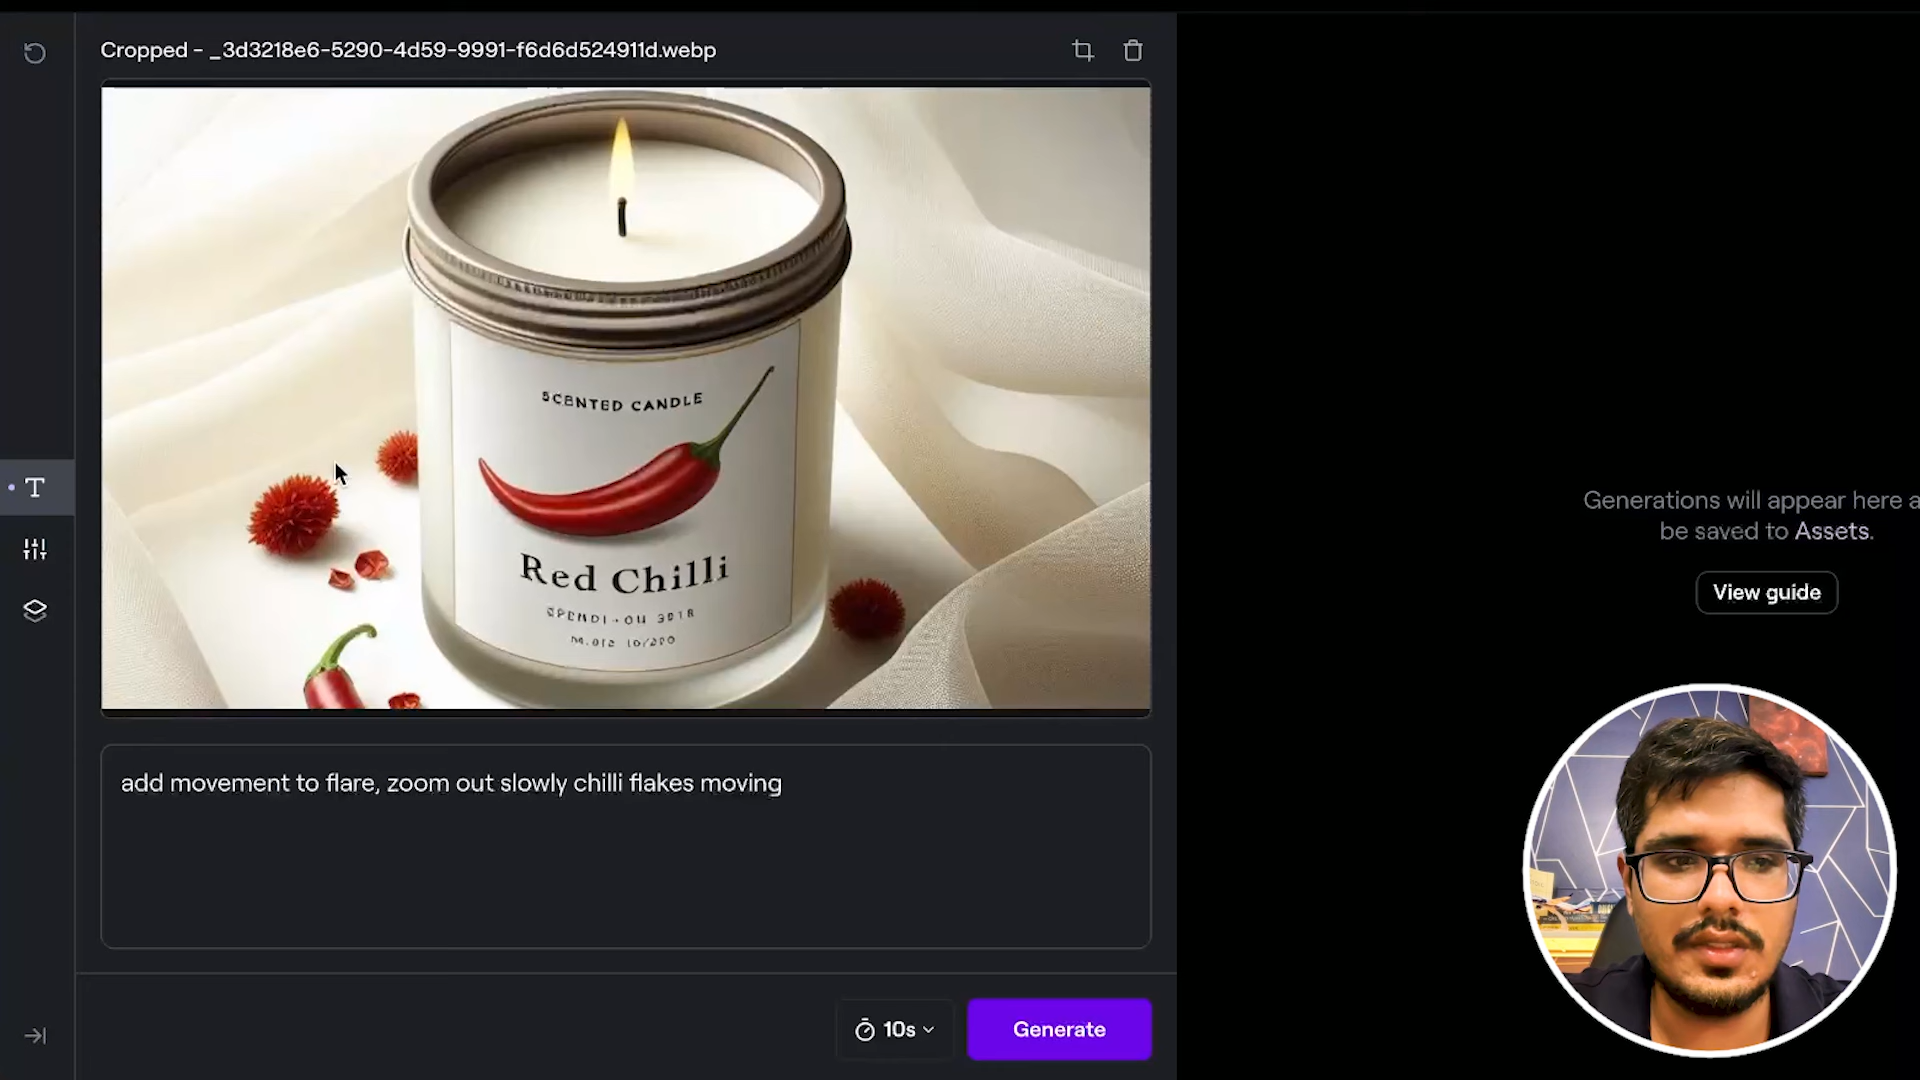 Cropped - _3d3218e6-5290-4d59-9991-f6d6d524911d.webp
SCENTED CANDLE
Red Chilli
Generations will appear here a
be saved to Assets.
View guide
add movement to flare, zoom out slowly chilli flakes moving
10s
Generate